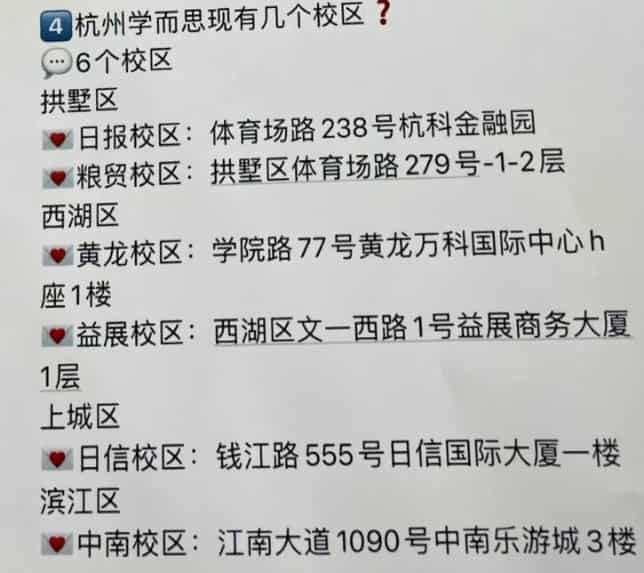 4️⃣杭州学而思现有几个校区❓
💬6个校区
拱墅区
💌日报校区：体育场路238号杭科金融园
💌粮贸校区：拱墅区体育场路279号-1-2层
西湖区
💌黄龙校区：学院路77号黄龙万科国际中心h
座1楼
💌益展校区：西湖区文一西路1号益展商务大厦
1层
上城区
💌日信校区：钱江路555号日信国际大厦一楼
滨江区
💌中南校区：江南大道1090号中南乐游城3楼